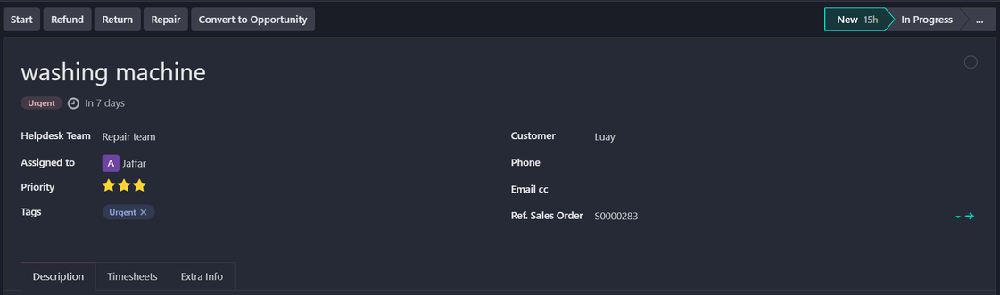 Start Refund Return Repair Convert to Opportunity New 15h In Progress ...
washing machine
Urgent In 7 days
Helpdesk Team Repair team
Assigned to A Jaffar
Priority
Tags Urgent ✕
Customer Luay
Phone
Email cc
Ref. Sales Order S0000283
Description Timesheets Extra Info